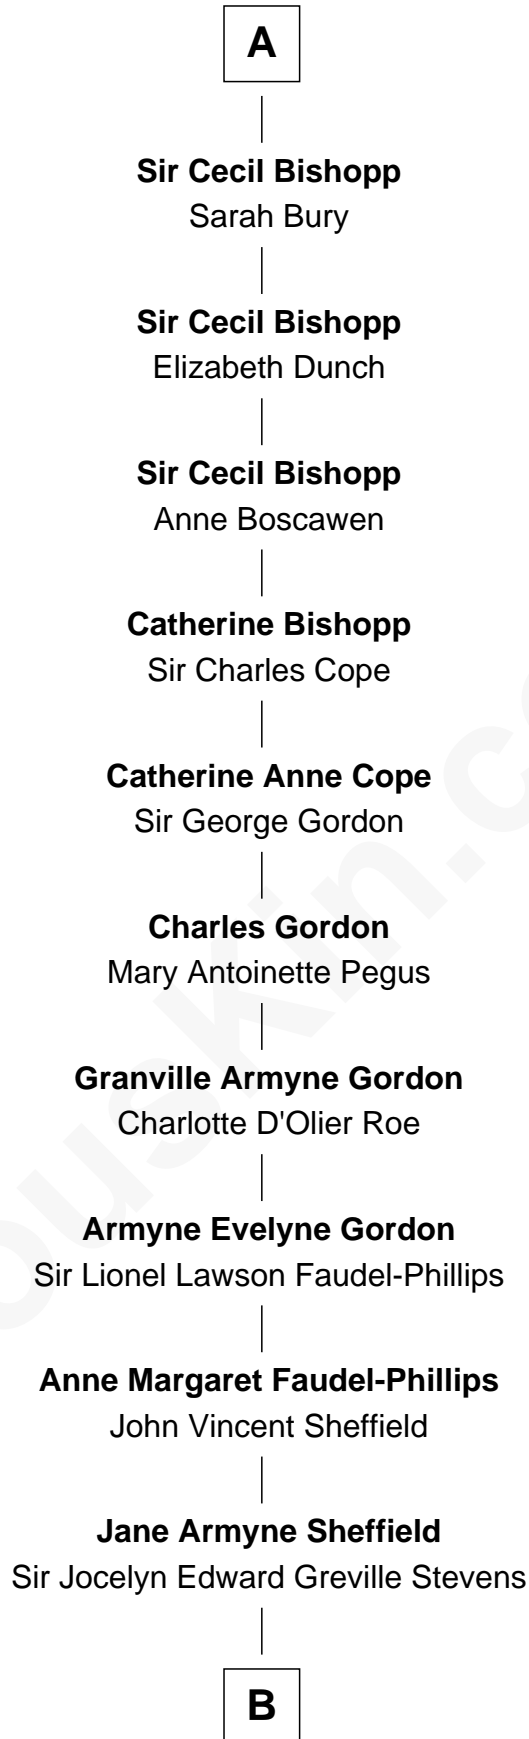 A
Sir Cecil Bishopp
Sarah Bury
Sir Cecil Bishopp
Elizabeth Dunch
Sir Cecil Bishopp
Anne Boscawen
Catherine Bishopp
Sir Charles Cope
Catherine Anne Cope
Sir George Gordon
Charles Gordon
Mary Antoinette Pegus
Granville Armyne Gordon
Charlotte D'Olier Roe
Armyne Evelyne Gordon
Sir Lionel Lawson Faudel-Phillips
Anne Margaret Faudel-Phillips
John Vincent Sheffield
Jane Armyne Sheffield
Sir Jocelyn Edward Greville Stevens
B